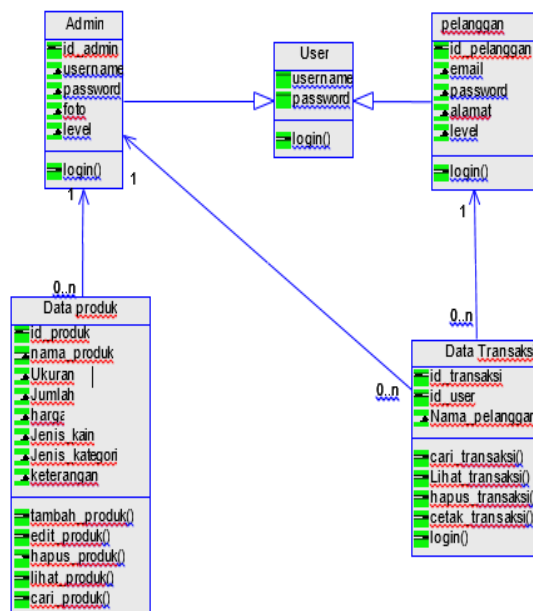 Admin
id_admin
username
password
foto
level
login()
User
username
password
login()
pelanggan
id_pelanggan
email
password
alamat
level
login()
1
1
1
0..n
0..n
0..n
Data produk
id_produk
nama_produk
Ukuran
Jumlah
harga
Jenis_kain
Jenis_kategori
keterangan
tambah_produk()
edit_produk()
hapus_produk()
lihat_produk()
cari_produk()
Data Transaksi
id_transaksi
id_user
Nama_pelanggan
cari_transaksi()
Lihat_transaksi()
hapus_transaksi()
cetak_transaksi()
login()